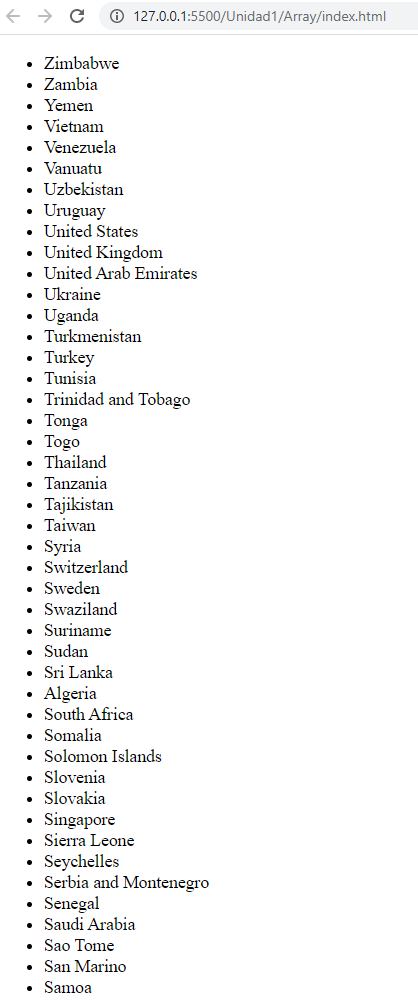 127.0.0.1:5500/Unidad1/Array/index.html
Zimbabwe
Zambia
Yemen
Vietnam
Venezuela
Vanuatu
Uzbekistan
Uruguay
United States
United Kingdom
United Arab Emirates
Ukraine
Uganda
Turkmenistan
Turkey
Tunisia
Trinidad and Tobago
Tonga
Togo
Thailand
Tanzania
Tajikistan
Taiwan
Syria
Switzerland
Sweden
Swaziland
Suriname
Sudan
Sri Lanka
Algeria
South Africa
Somalia
Solomon Islands
Slovenia
Slovakia
Singapore
Sierra Leone
Seychelles
Serbia and Montenegro
Senegal
Saudi Arabia
Sao Tome
San Marino
Samoa